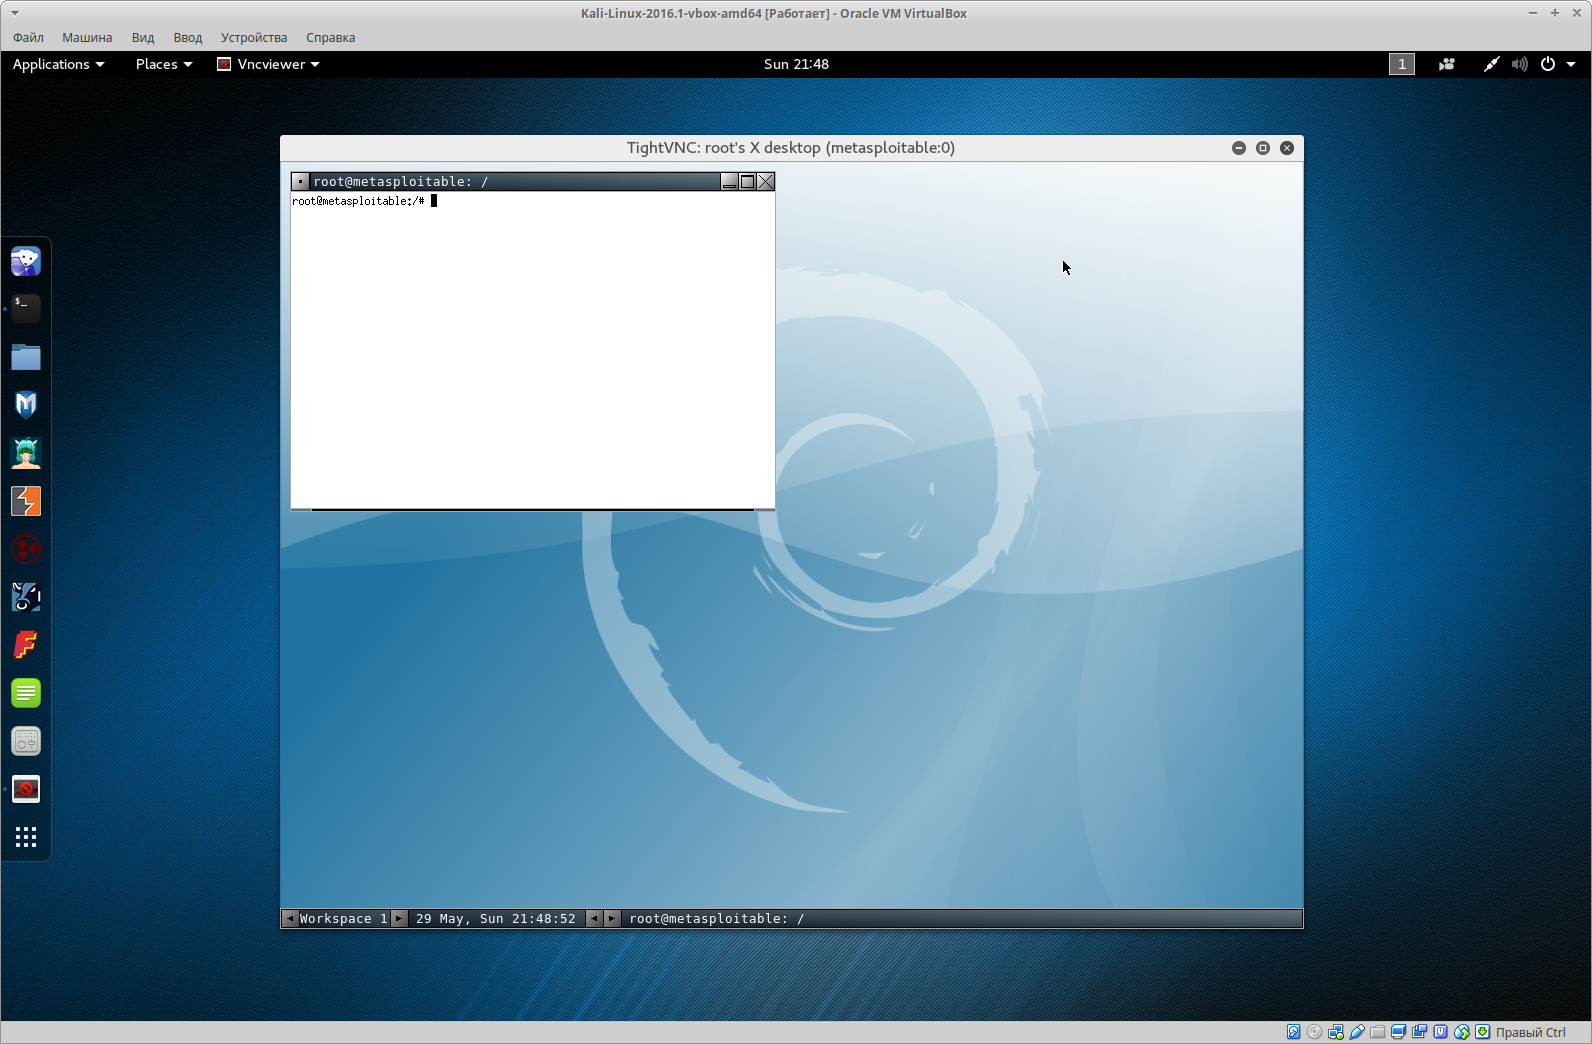 Kali-Linux-2016.1-vbox-amd64 [Работает] - Oracle VM VirtualBox
Файл Машина Вид Ввод Устройства Справка
Applications Places Vncviewer Sun 21:48 1
TightVNC: root's X desktop (metasploitable:0)
root@metasploitable: /
root@metasploitable:/#
$_
Workspace 1 29 May, Sun 21:48:52 root@metasploitable: /
Правый Ctrl